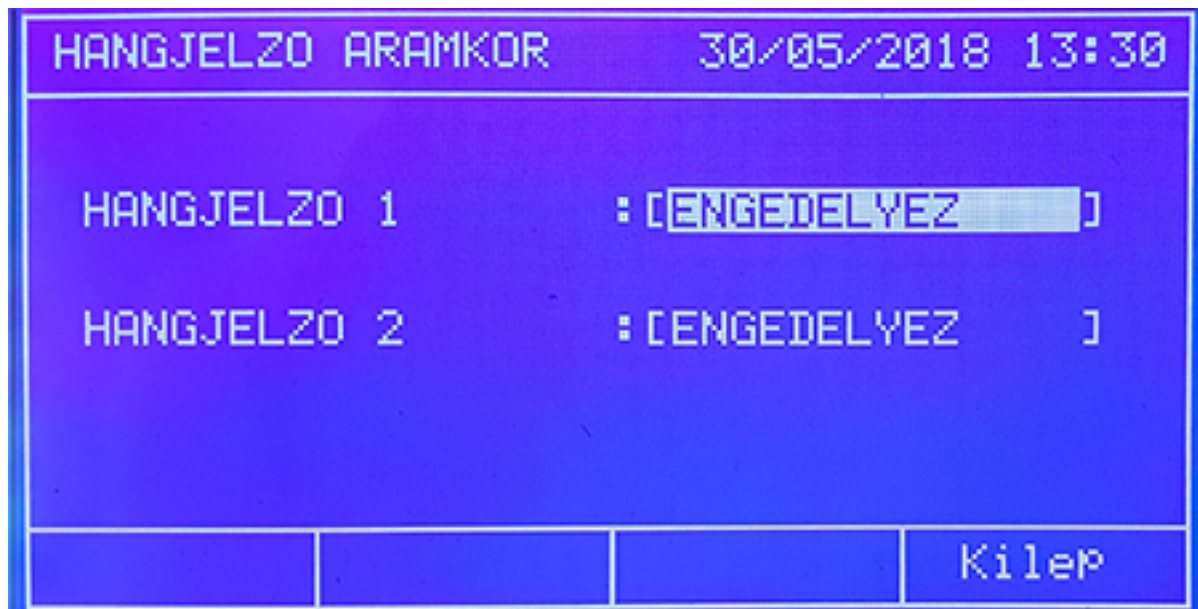 HANGJELZO ARAMKOR 30/05/2018 13:30
HANGJELZO 1 :[ENGEDELYEZ ]
HANGJELZO 2 :[ENGEDELYEZ ]
Kilep